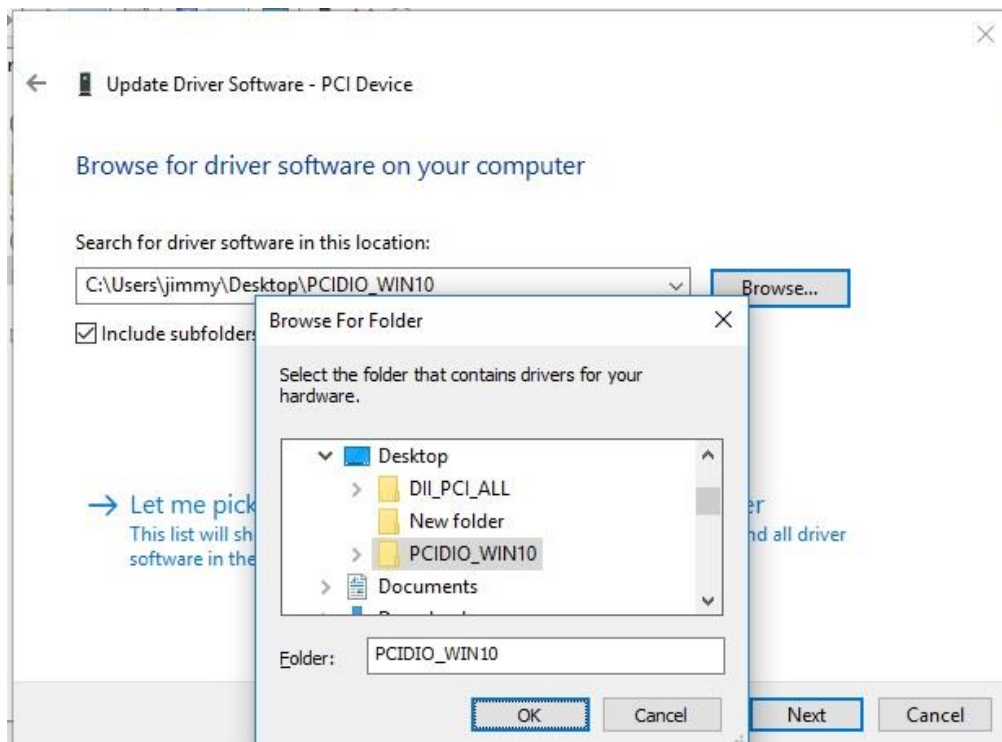 Update Driver Software - PCI Device
Browse for driver software on your computer
Search for driver software in this location:
C:\Users\jimmy\Desktop\PCIDIO_WIN10
Browse...
Include subfolders
Browse For Folder
Select the folder that contains drivers for your
hardware.
Desktop
DII_PCI_ALL
New folder
PCIDIO_WIN10
Documents
Folder:
PCIDIO_WIN10
OK
Cancel
Let me pick
This list will
software in the
all driver
Next
Cancel